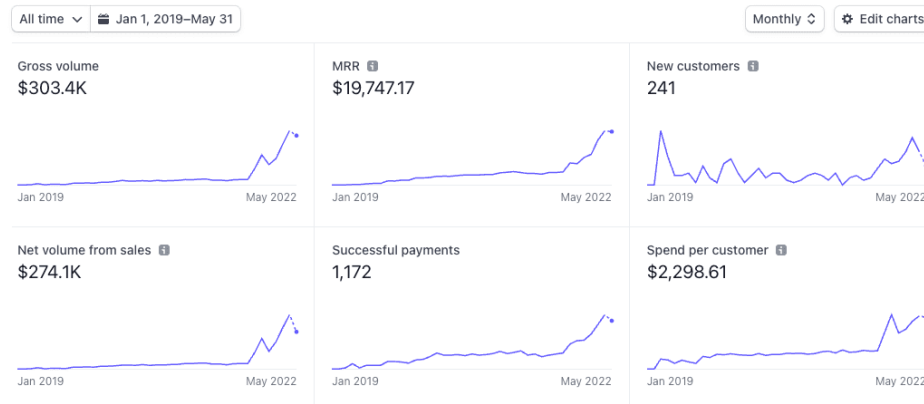 All time
Jan 1, 2019–May 31
Monthly
Edit charts
Gross volume
$303.4K
Jan 2019
May 2022
MRR
$19,747.17
Jan 2019
May 2022
New customers
241
Jan 2019
May 2022
Net volume from sales
$274.1K
Jan 2019
May 2022
Successful payments
1,172
Jan 2019
May 2022
Spend per customer
$2,298.61
Jan 2019
May 2022